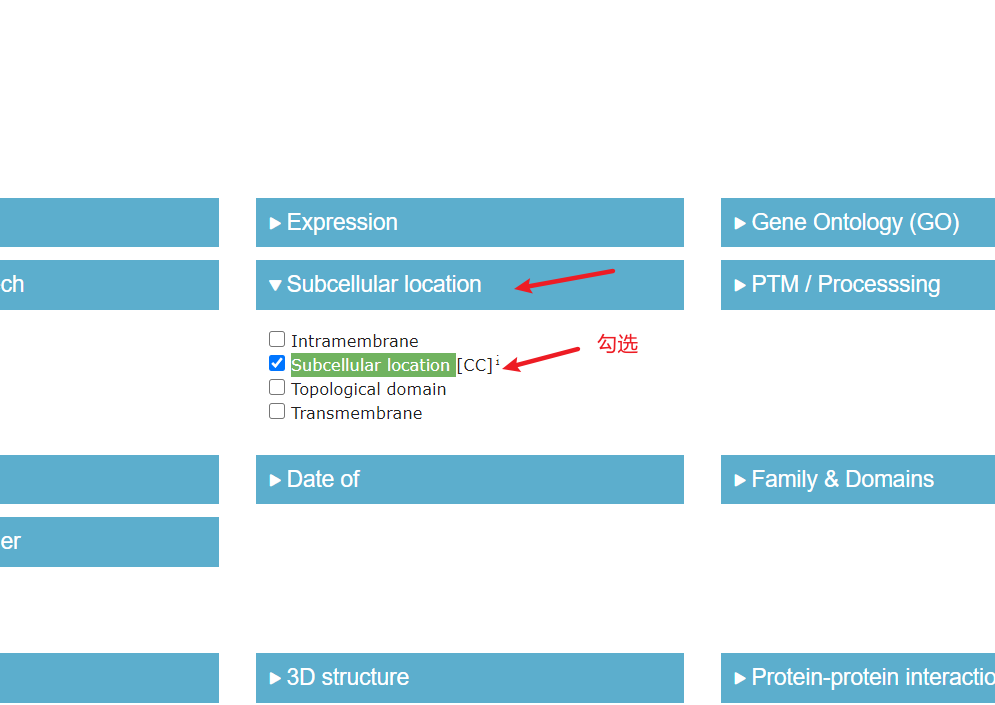 Expression
Gene Ontology (GO)
ch
Subcellular location
PTM / Processsing
Intramembrane
勾选
Subcellular location [CC]i
Topological domain
Transmembrane
Date of
Family & Domains
er
3D structure
Protein-protein interactio